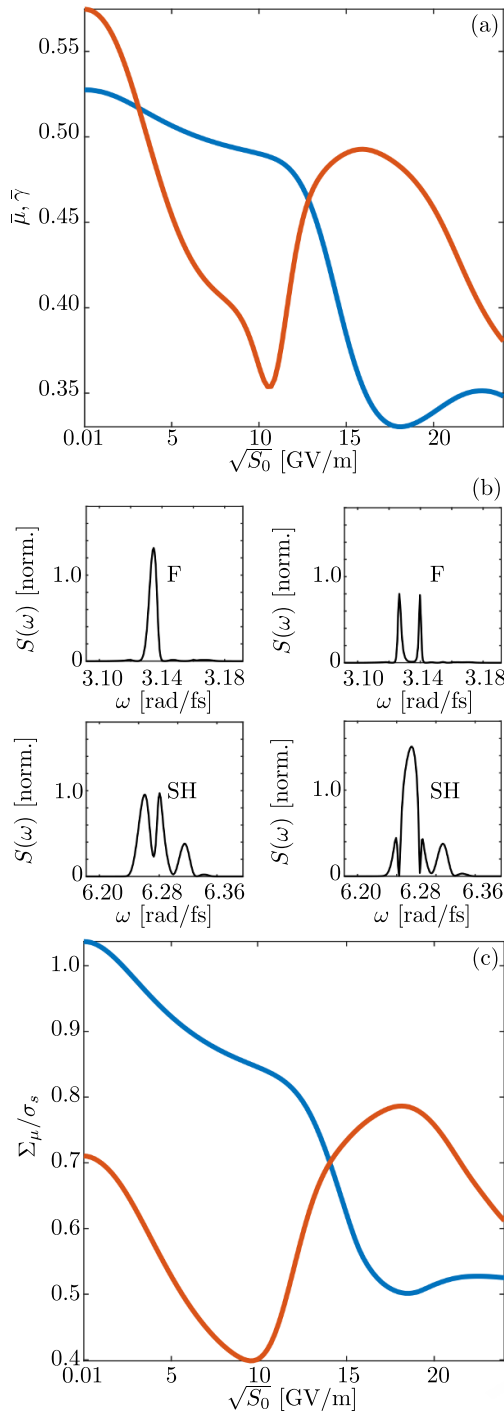 (a)
0.55
0.50
0.45
0.40
0.35
μ̄, γ̄
0.01 5 10 15 20
√S₀ [GV/m]
(b)
S(ω) [norm.]
1.0
0
F
3.10 3.14 3.18
ω [rad/fs]
S(ω) [norm.]
1.0
0
F
3.10 3.14 3.18
ω [rad/fs]
S(ω) [norm.]
1.0
0
SH
6.20 6.28 6.36
ω [rad/fs]
S(ω) [norm.]
1.0
0
SH
6.20 6.28 6.36
ω [rad/fs]
(c)
1.0
0.9
0.8
0.7
0.6
0.5
0.4
Σ_μ/σ_s
0.01 5 10 15 20
√S₀ [GV/m]